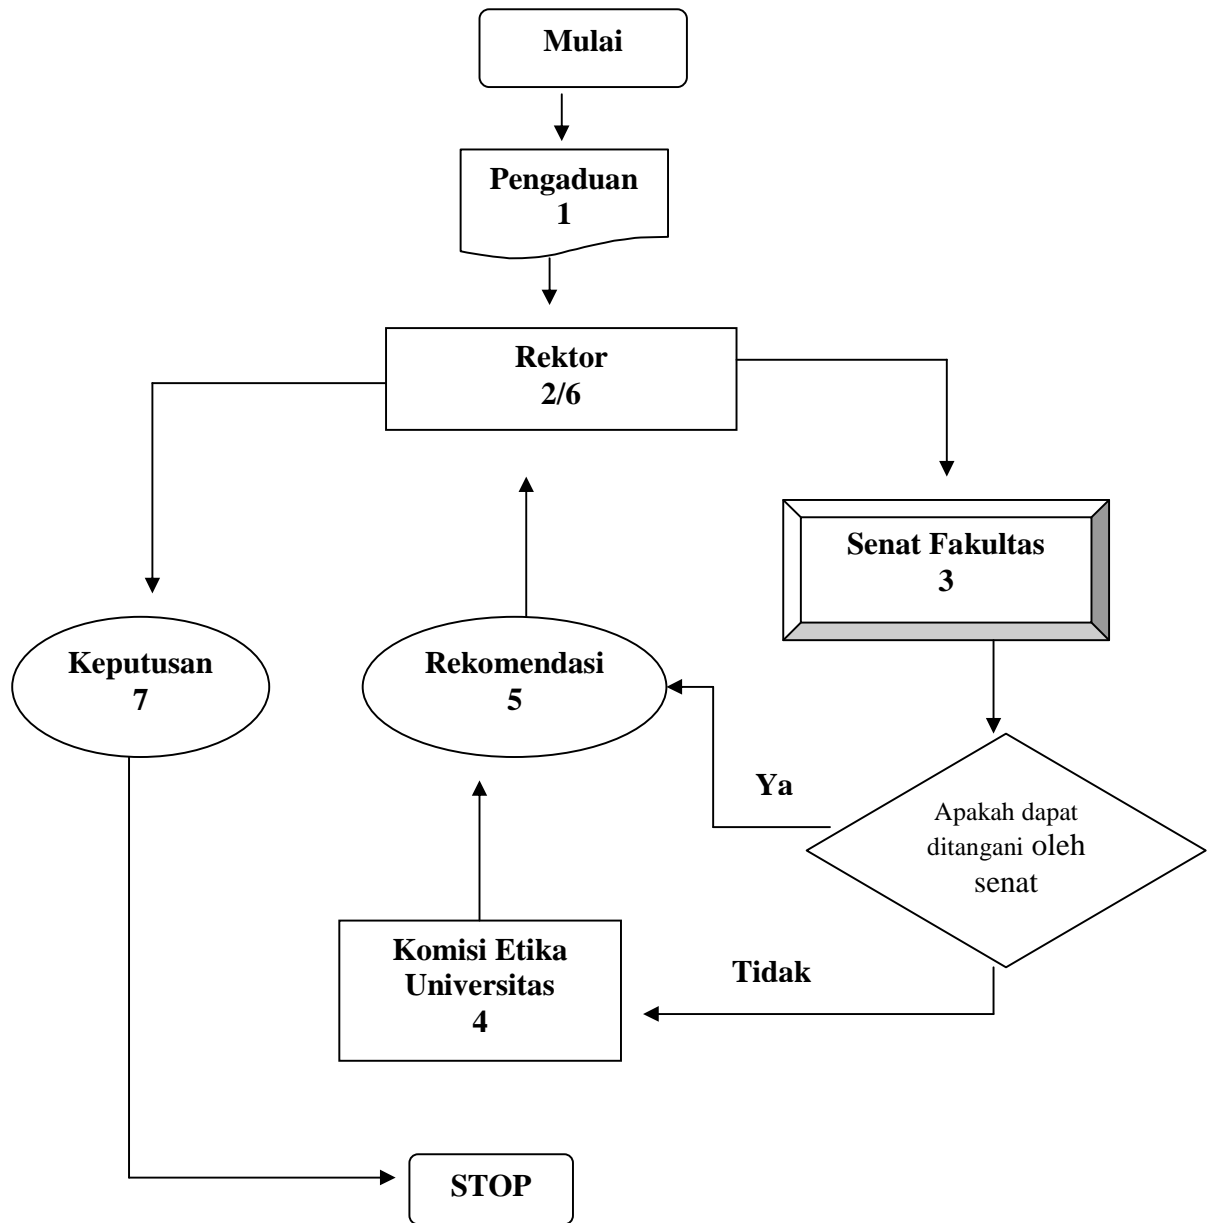 Mulai
Pengaduan
1
Rektor
2/6
Senat Fakultas
3
Keputusan
7
Rekomendasi
5
Ya
Apakah dapat
ditangani oleh
senat
Komisi Etika
Universitas
4
Tidak
STOP